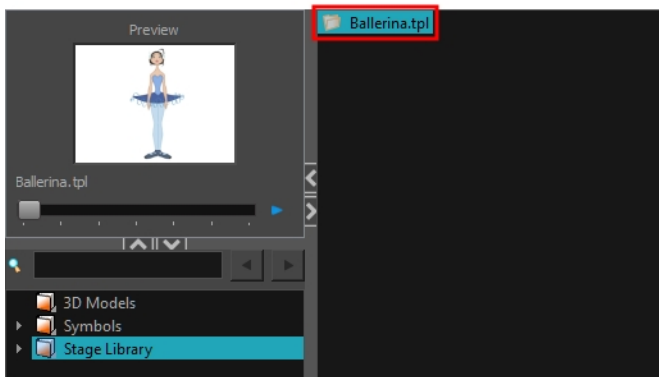 Preview
Ballerina.tpl
Ballerina.tpl
3D Models
Symbols
Stage Library